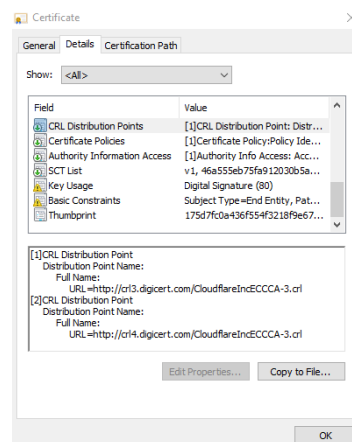 Certificate
General Details Certification Path
Show: <All>
Field Value
CRL Distribution Points [1]CRL Distribution Point: Distr...
Certificate Policies [1]Certificate Policy:Policy Ide...
Authority Information Access [1]Authority Info Access: Acc...
SCT List v1, 46a555eb75fa912030b5a...
Key Usage Digital Signature (80)
Basic Constraints Subject Type=End Entity, Pat...
Thumbprint 175d7fc0a436f554f3218f9e67...
[1]CRL Distribution Point
Distribution Point Name:
Full Name:
URL=http://crl3.digicert.com/CloudflareIncECCCA-3.crl
[2]CRL Distribution Point
Distribution Point Name:
Full Name:
URL=http://crl4.digicert.com/CloudflareIncECCCA-3.crl
Edit Properties... Copy to File...
OK